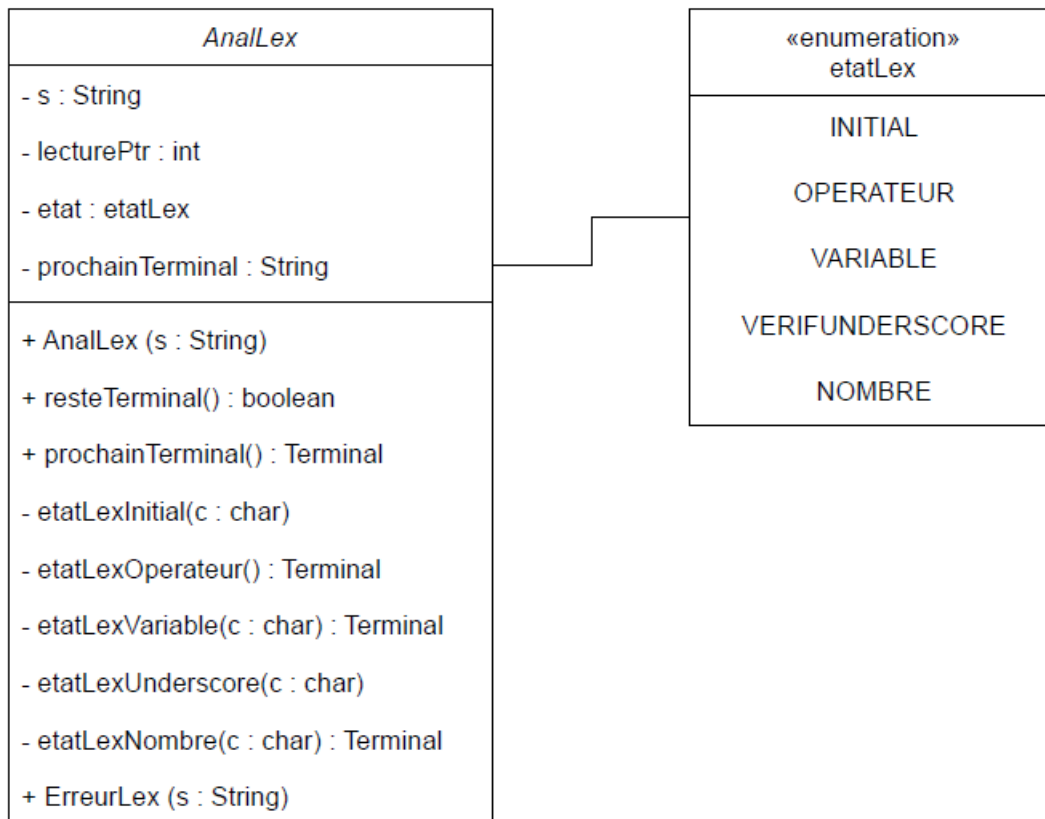 AnalLex
- s : String
- lecturePtr : int
- etat : etatLex
- prochainTerminal : String
+ AnalLex (s : String)
+ resteTerminal() : boolean
+ prochainTerminal() : Terminal
- etatLexInitial(c : char)
- etatLexOperateur() : Terminal
- etatLexVariable(c : char) : Terminal
- etatLexUnderscore(c : char)
- etatLexNombre(c : char) : Terminal
+ ErreurLex (s : String)
«enumeration»
etatLex
INITIAL
OPERATEUR
VARIABLE
VERIFUNDERSCORE
NOMBRE